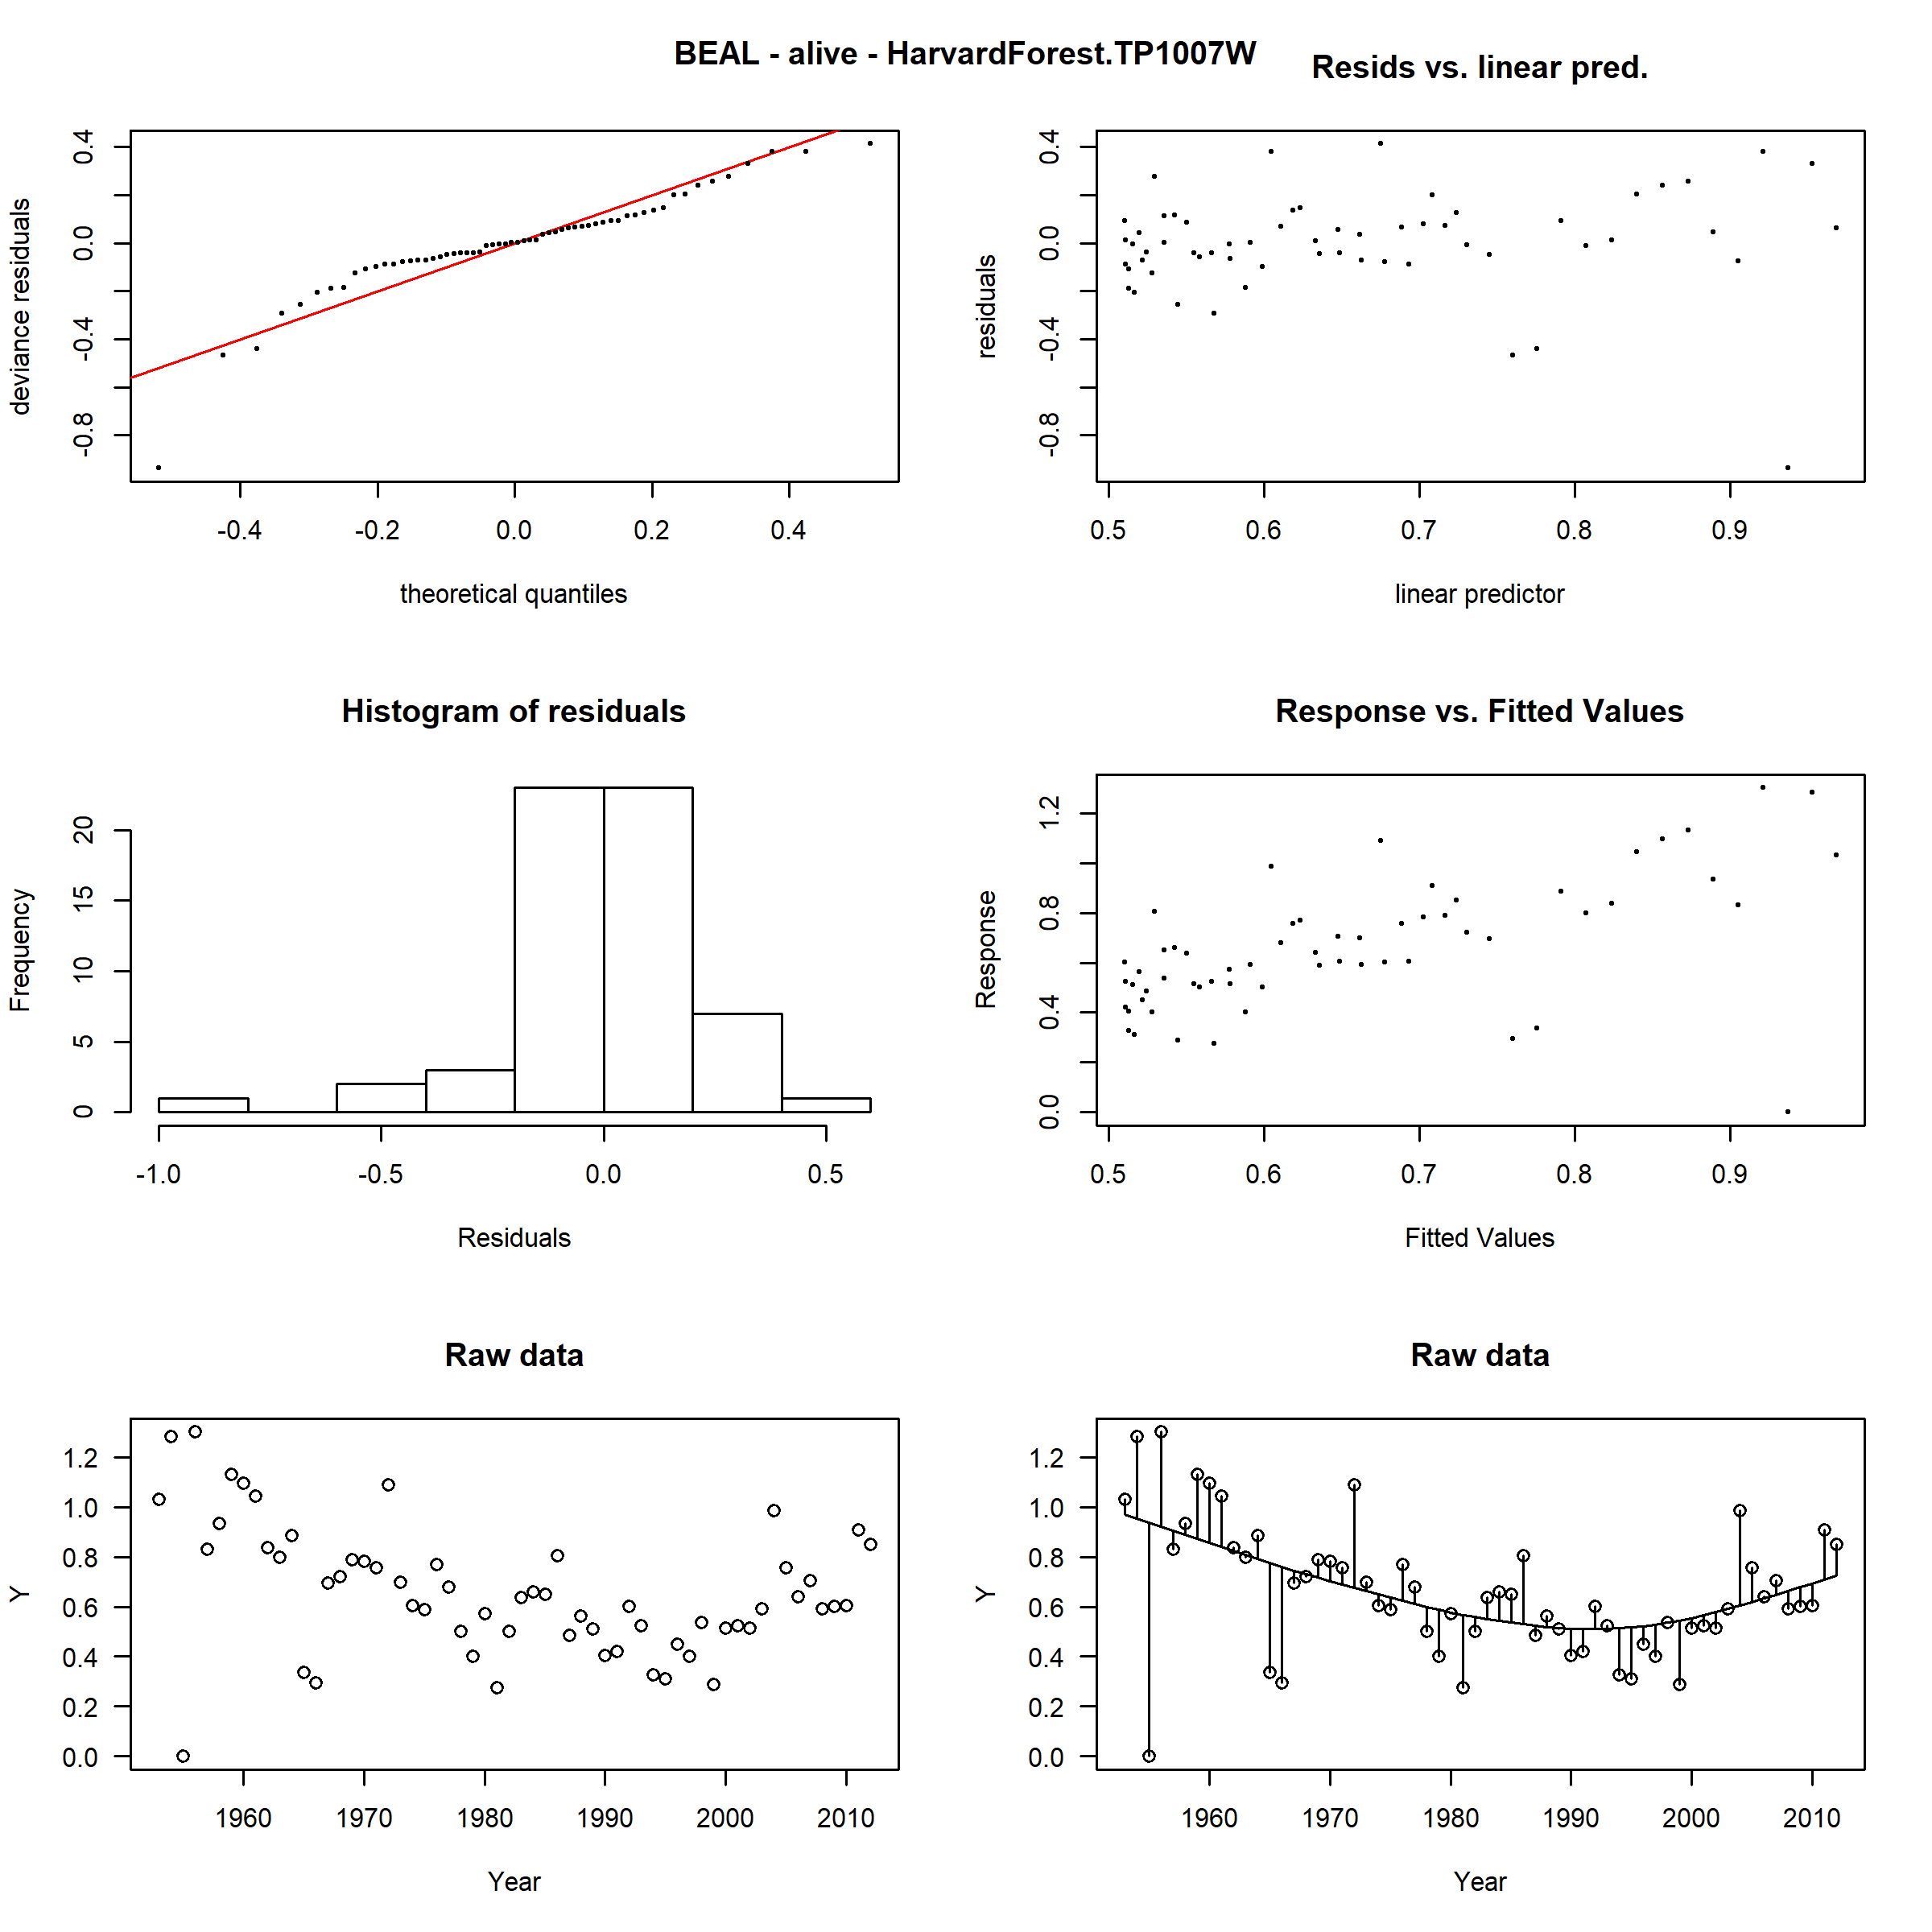 BEAL - alive - HarvardForest.TP1007W
Resids vs. linear pred.
deviance residuals
0.4
0.0
-0.4
-0.8
-0.4 -0.2 0.0 0.2 0.4
theoretical quantiles
residuals
0.4
0.0
-0.4
-0.8
0.5 0.6 0.7 0.8 0.9
linear predictor
Histogram of residuals
Frequency
20
15
10
5
0
-1.0 -0.5 0.0 0.5
Residuals
Response vs. Fitted Values
Response
1.2
0.8
0.4
0.0
0.5 0.6 0.7 0.8 0.9
Fitted Values
Raw data
Y
1.2
1.0
0.8
0.6
0.4
0.2
0.0
1960 1970 1980 1990 2000 2010
Year
Raw data
Y
1.2
1.0
0.8
0.6
0.4
0.2
0.0
1960 1970 1980 1990 2000 2010
Year